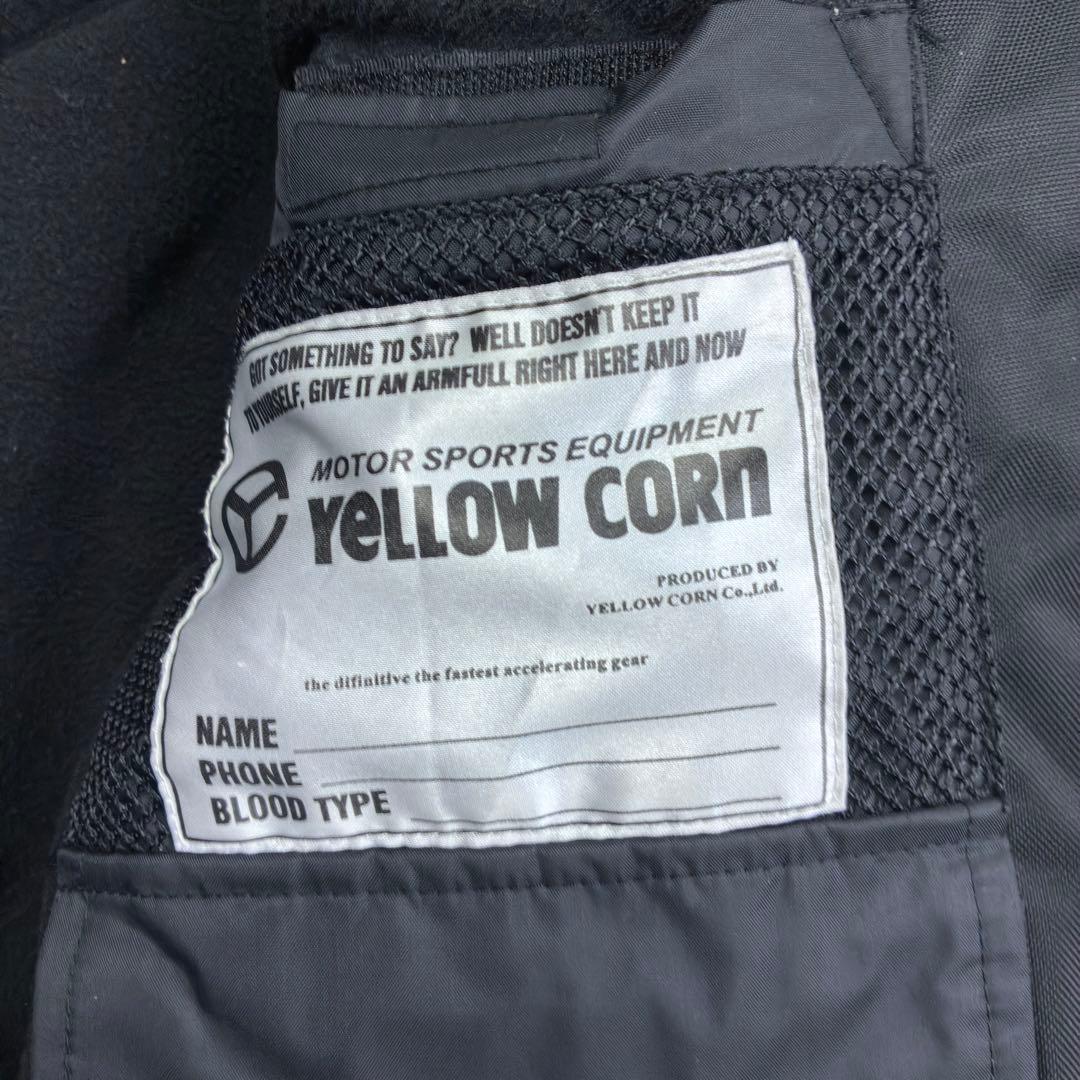 GOT SOMETHING TO SAY? WELL DOESN'T KEEP IT
TO YOURSELF, GIVE IT AN ARMFULL RIGHT HERE AND NOW
MOTOR SPORTS EQUIPMENT
YeLLOW CORn
PRODUCED BY
YELLOW CORN Co.,Ltd.
the difinitive the fastest accelerating gear
NAME
PHONE
BLOOD TYPE